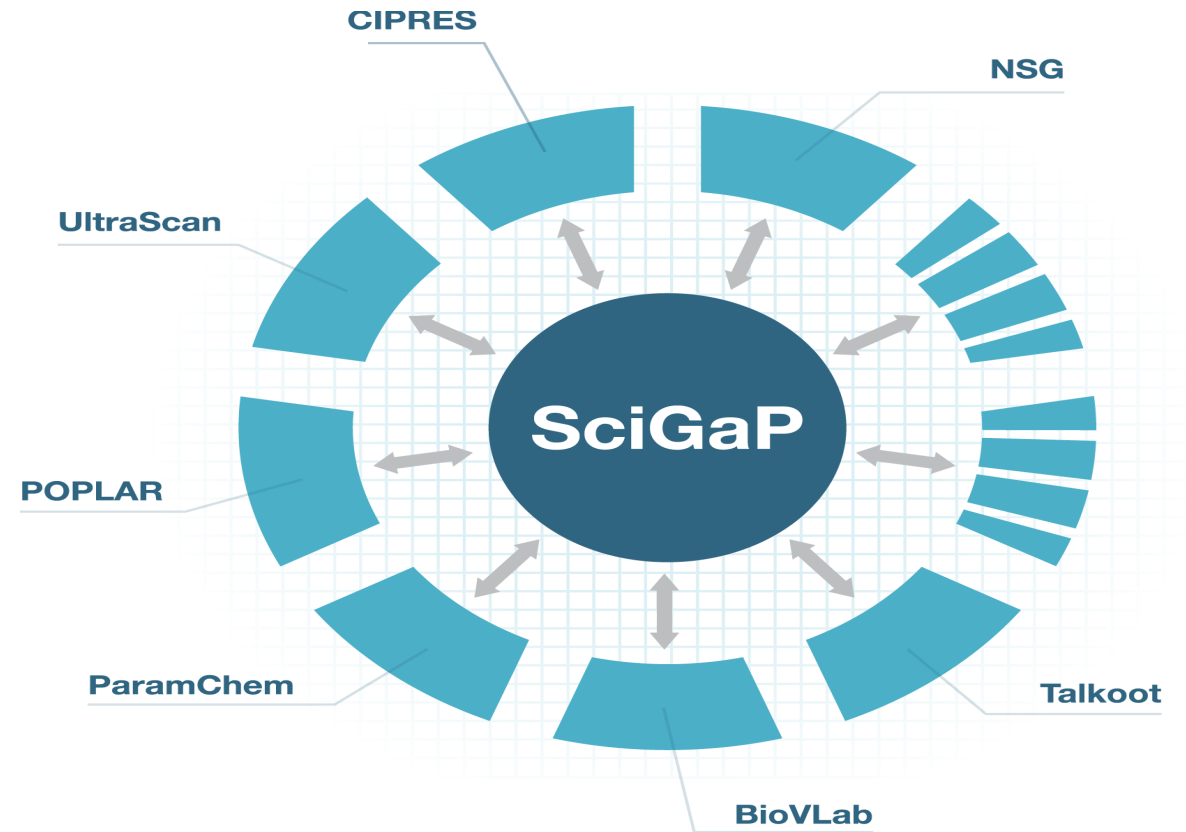 CIPRES
NSG
UltraScan
SciGaP
POPLAR
ParamChem
Talkoot
BioVLab